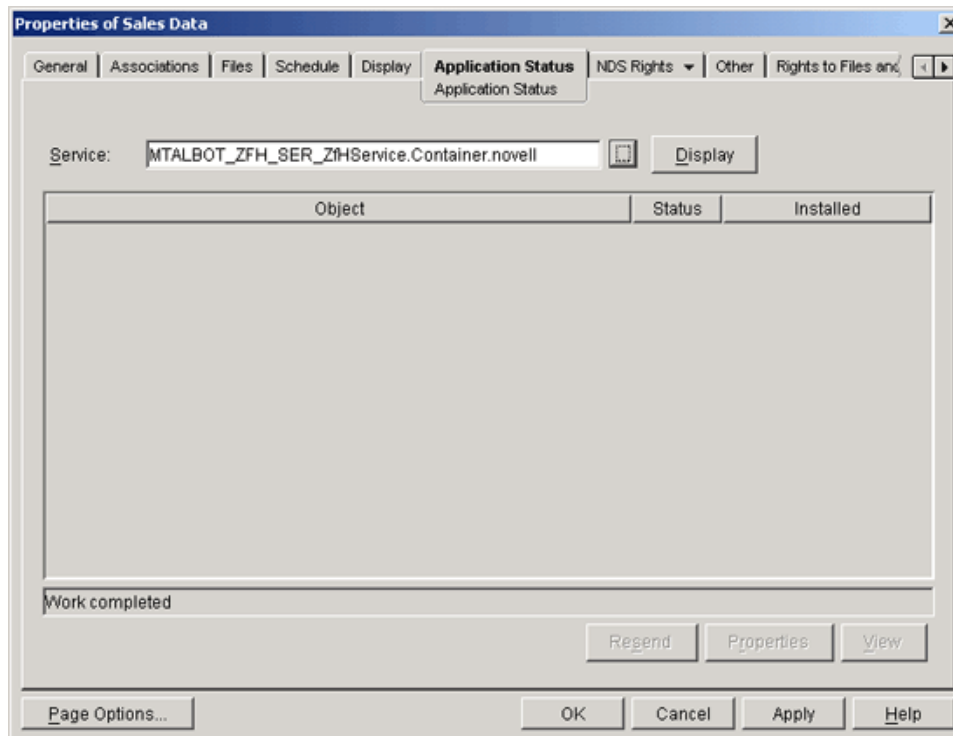 Properties of Sales Data
General Associations Files Schedule Display Application Status NDS Rights Other Rights to Files and
Application Status
Service: MTALBOT_ZFH_SER_ZfHService.Container.novell Display
Object Status Installed
Work completed
Resend Properties View
Page Options... OK Cancel Apply Help